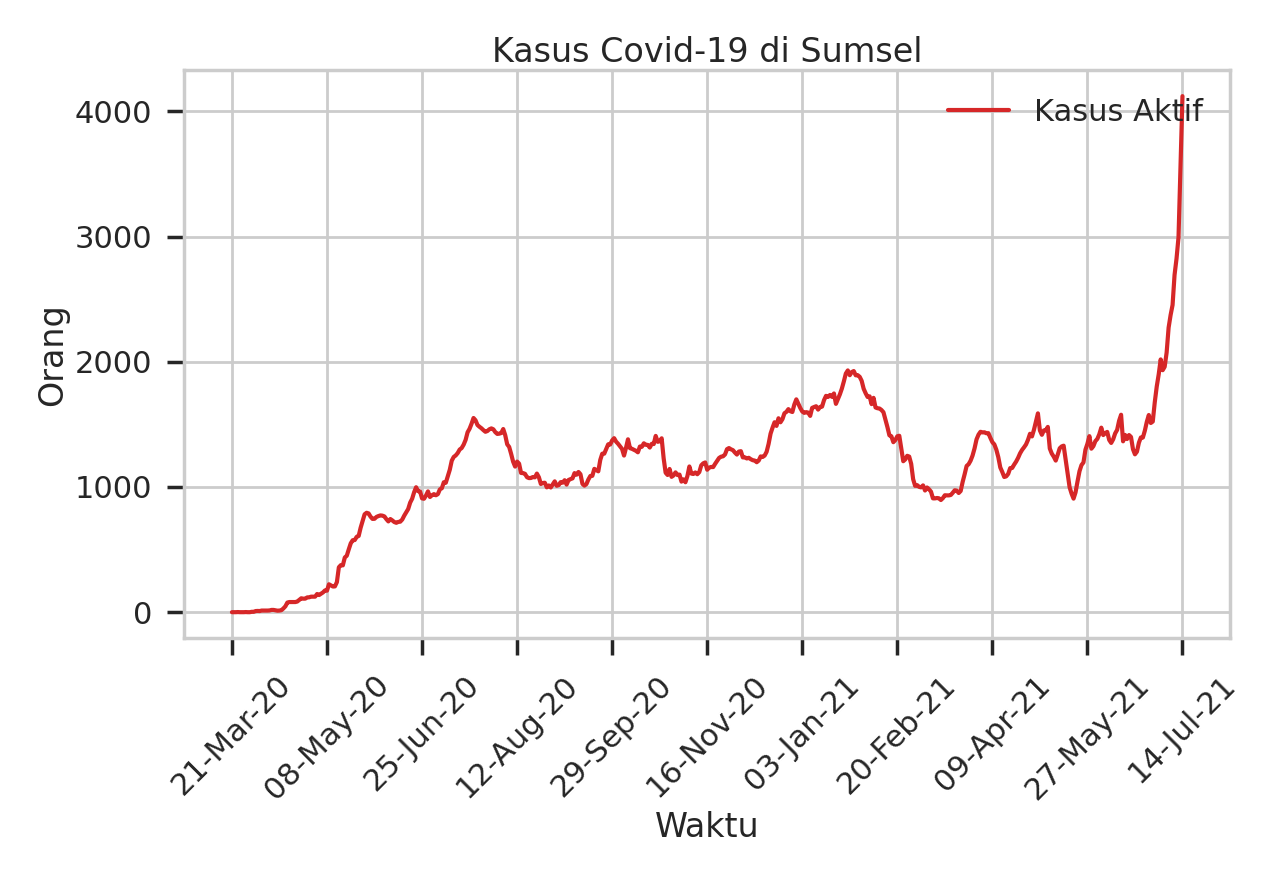 Kasus Covid-19 di Sumsel
Kasus Aktif
Orang
4000
3000
2000
1000
0
21-Mar-20
08-May-20
25-Jun-20
12-Aug-20
29-Sep-20
16-Nov-20
03-Jan-21
20-Feb-21
09-Apr-21
27-May-21
14-Jul-21
Waktu